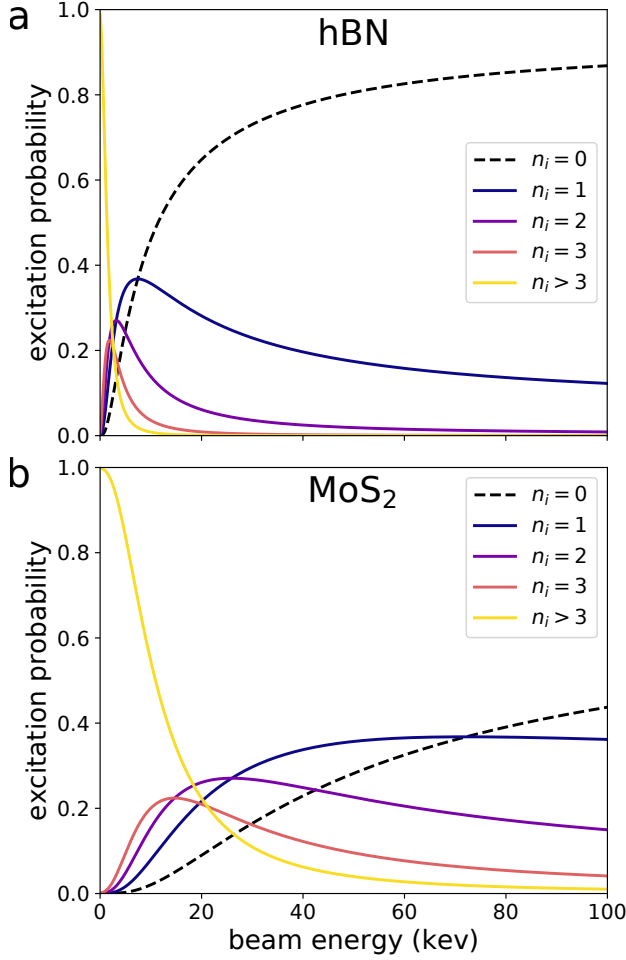 a
hBN
excitation probability
1.0
0.8
0.6
0.4
0.2
0.0
n_i = 0
n_i = 1
n_i = 2
n_i = 3
n_i > 3
b
MoS₂
excitation probability
1.0
0.8
0.6
0.4
0.2
0.0
n_i = 0
n_i = 1
n_i = 2
n_i = 3
n_i > 3
0 20 40 60 80 100
beam energy (kev)